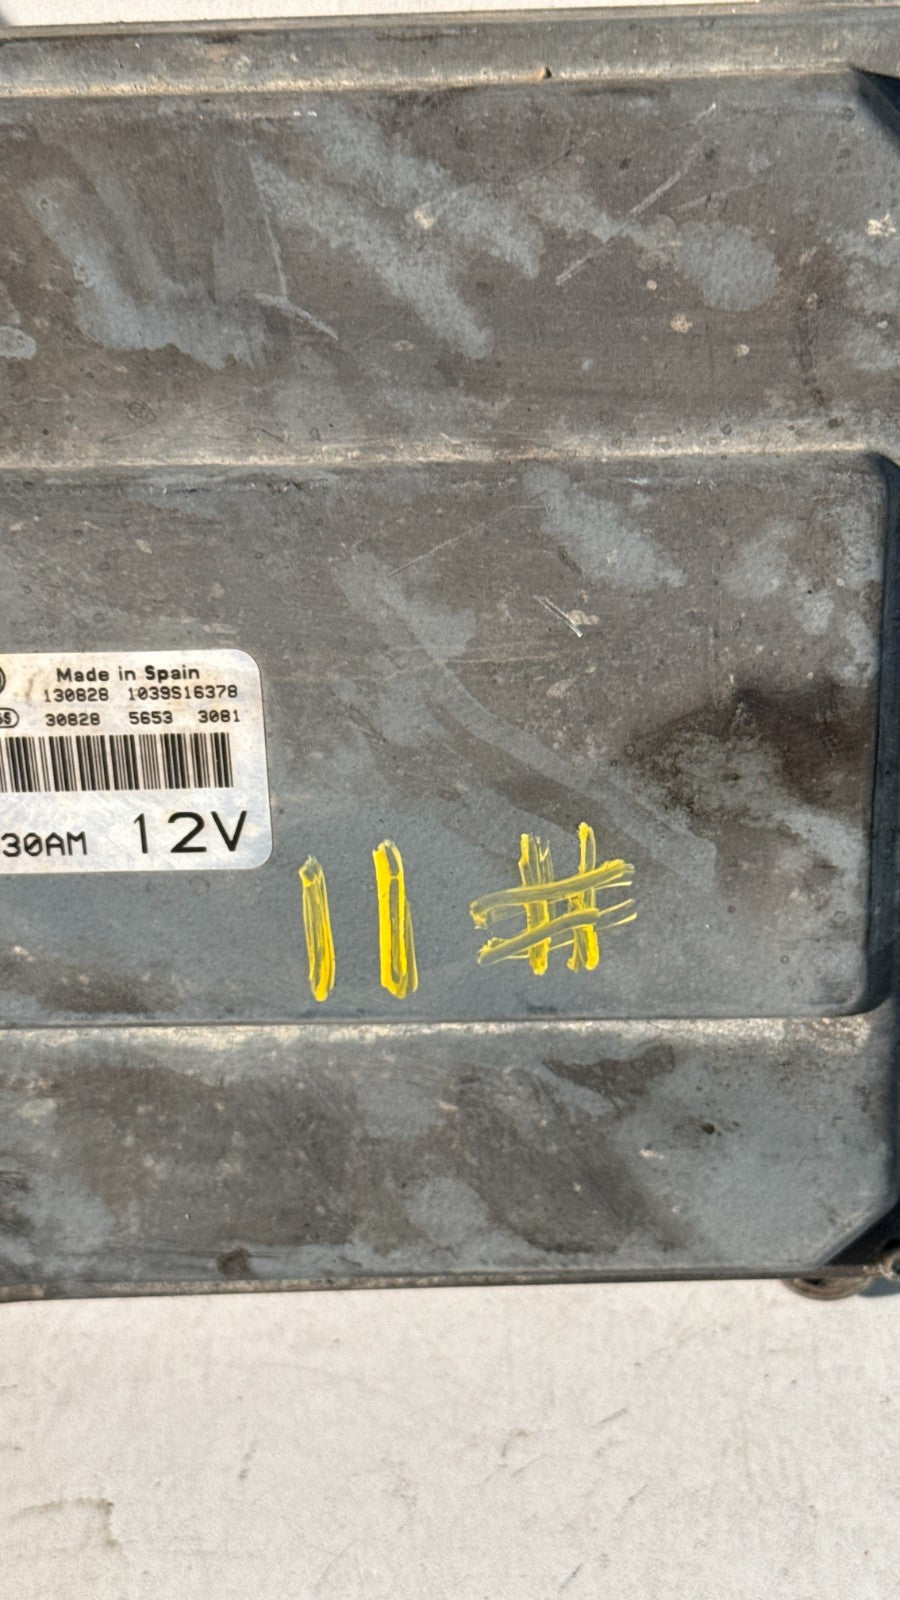 Made in Spain
130828 1039S16378
30828 5653 3081
30AM 12V
11#